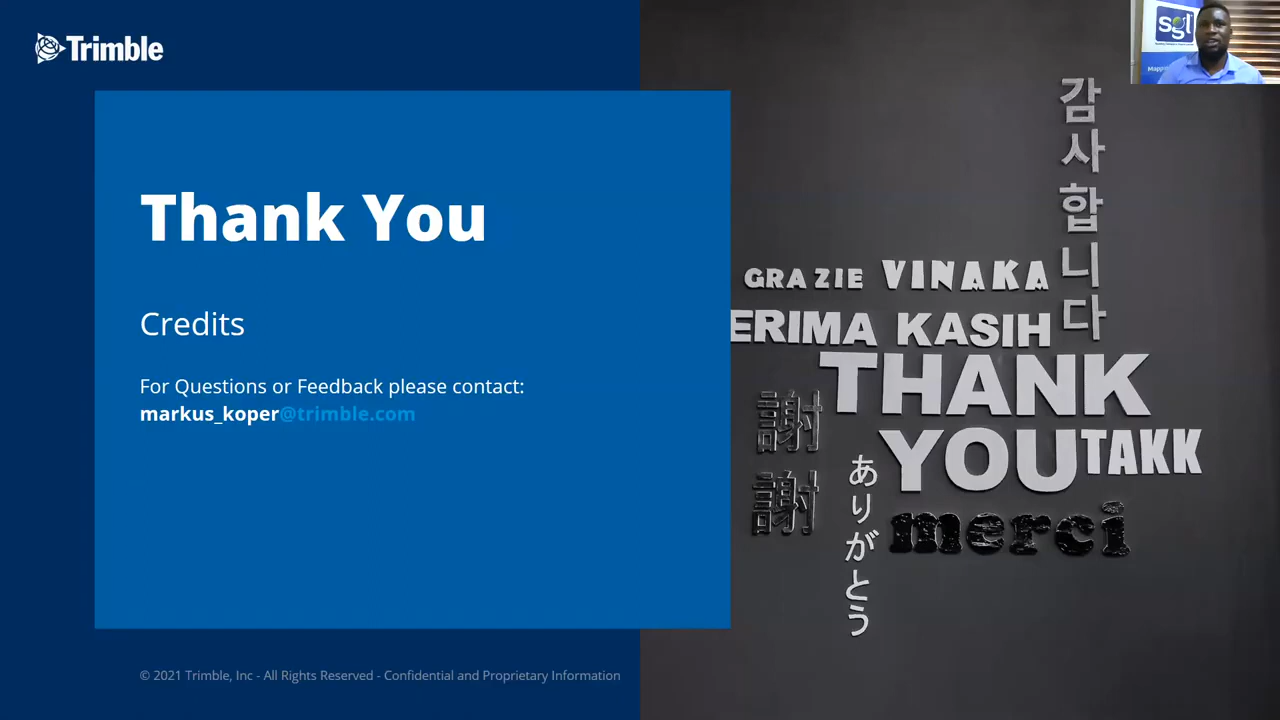 Trimble
Thank You
Credits
For Questions or Feedback please contact:
markus_koper@trimble.com
© 2021 Trimble, Inc - All Rights Reserved - Confidential and Proprietary Information
sgl
감사합니다
GRAZIE VINAKA
ERIMA KASIH
THANK
YOU TAKK
謝謝
ありがとう
merci